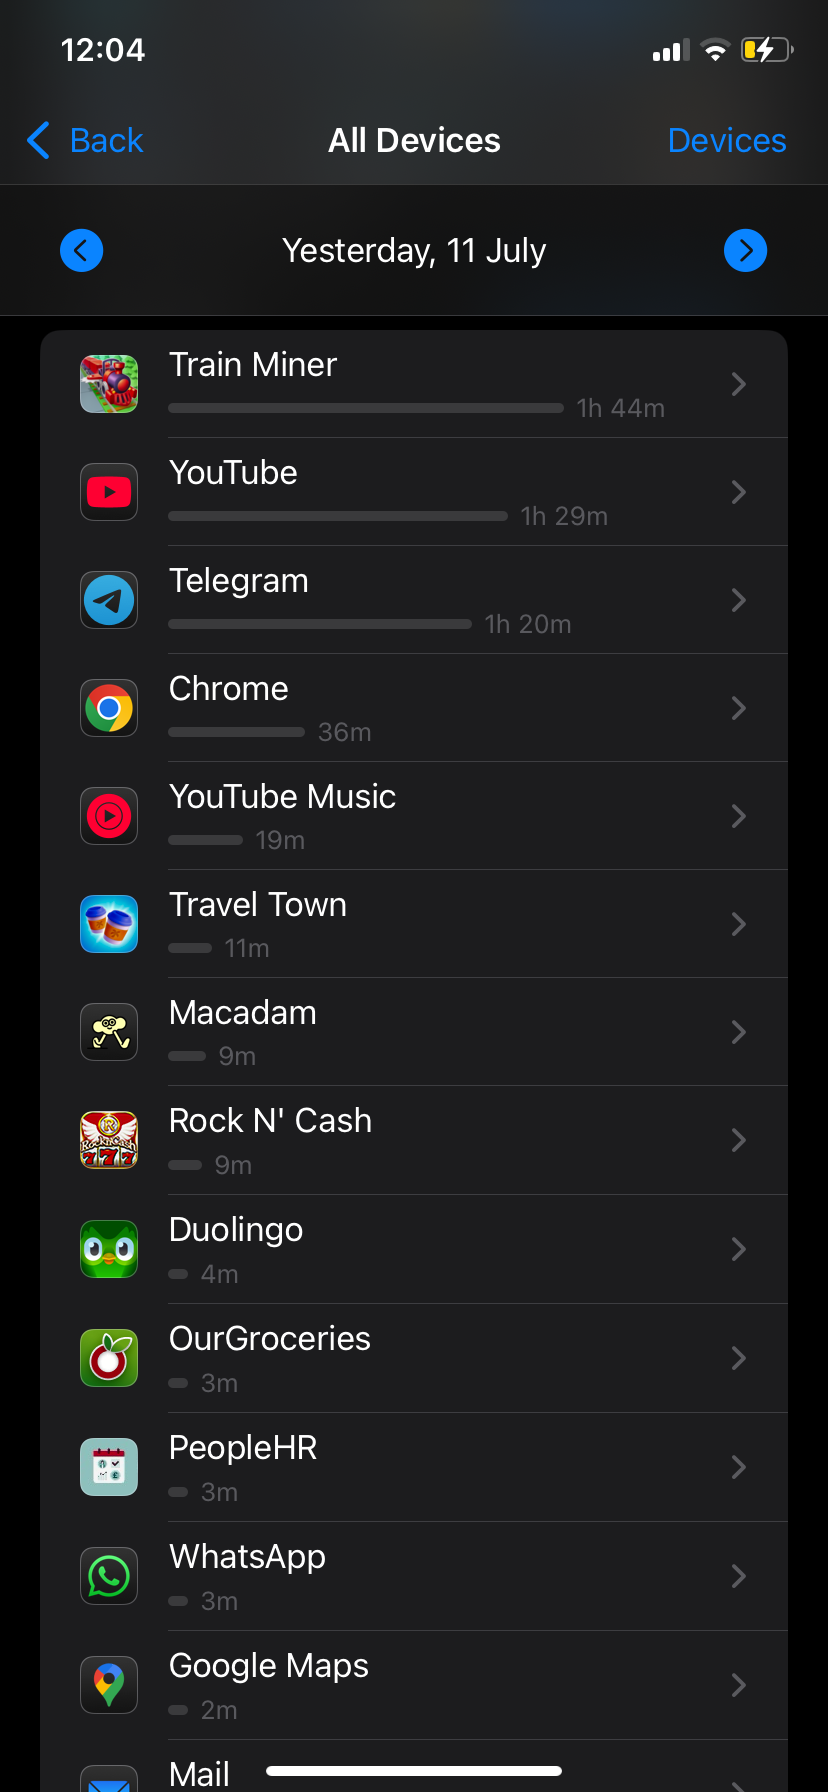 12:04
Back
All Devices
Devices
Yesterday, 11 July
Train Miner
1h 44m
YouTube
1h 29m
Telegram
1h 20m
Chrome
36m
YouTube Music
19m
Travel Town
11m
Macadam
9m
Rock N' Cash
9m
Duolingo
4m
OurGroceries
3m
PeopleHR
3m
WhatsApp
3m
Google Maps
2m
Mail